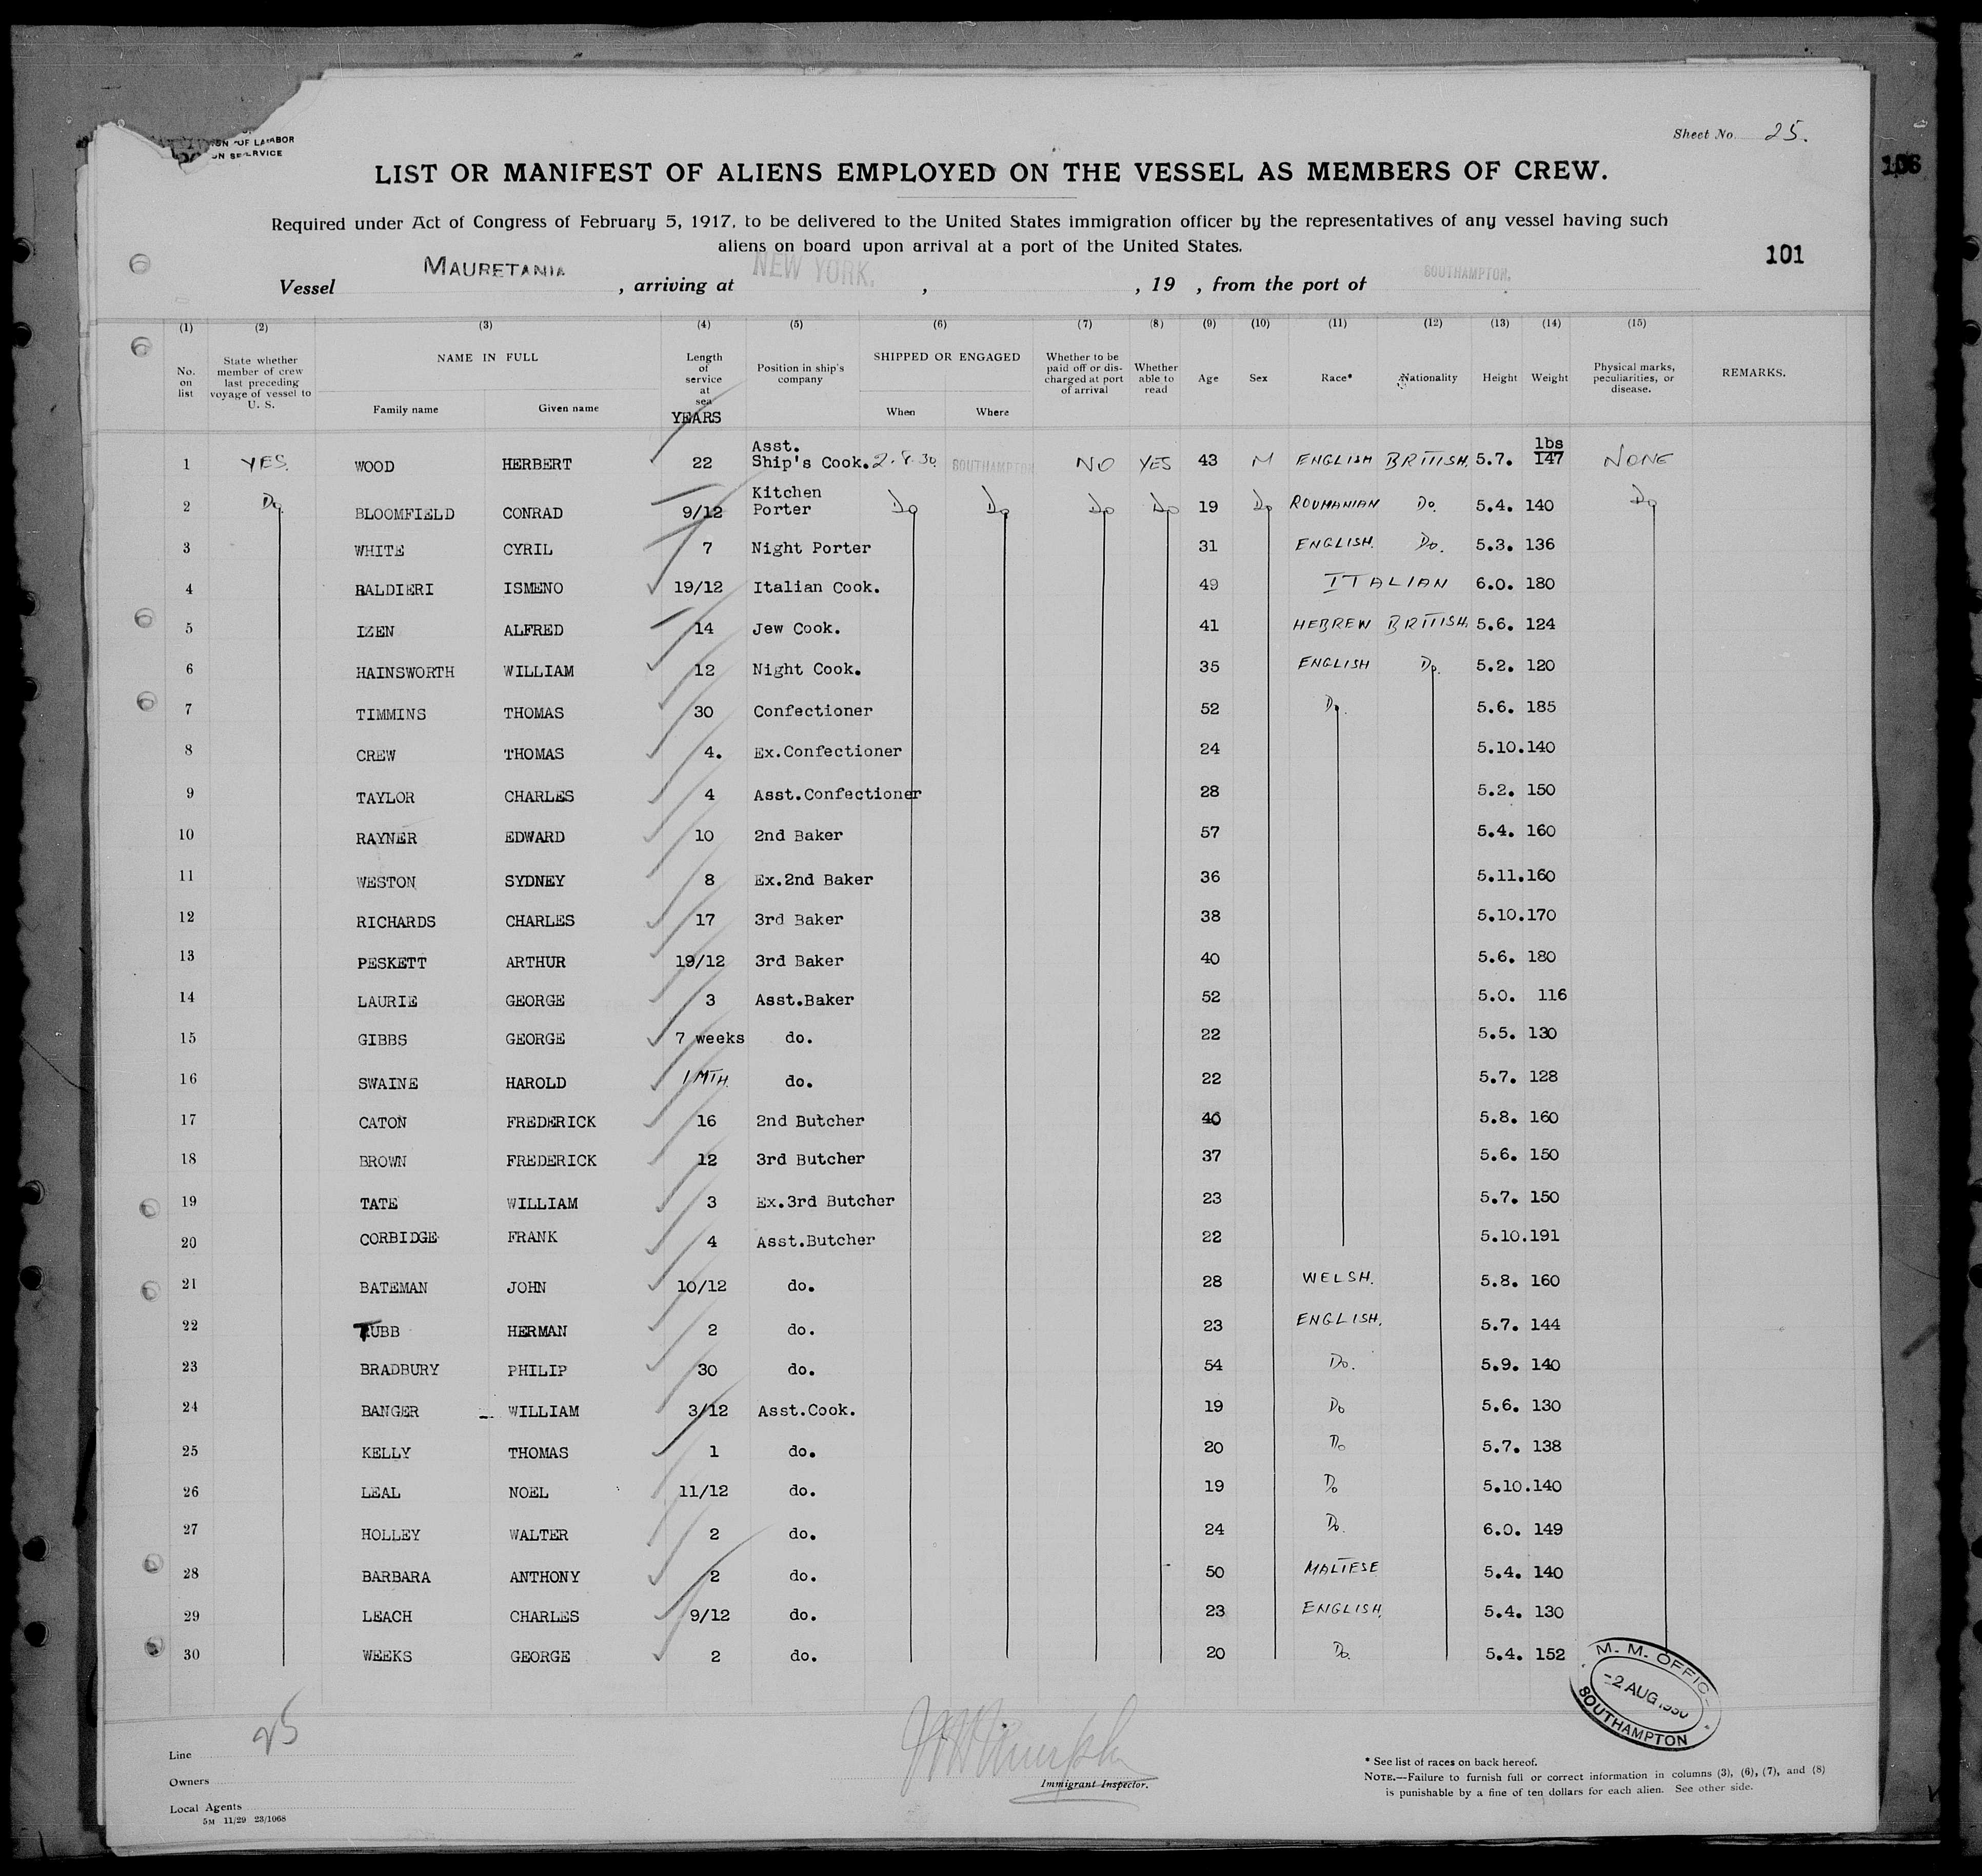 OF LABOR
ON SERVICE
Sheet No. 25.
106
LIST OR MANIFEST OF ALIENS EMPLOYED ON THE VESSEL AS MEMBERS OF CREW.
Required under Act of Congress of February 5, 1917, to be delivered to the United States immigration officer by the representatives of any vessel having such
aliens on board upon arrival at a port of the United States.
101
Vessel MAURETANIA, arriving at NEW YORK. , , 19 , from the port of SOUTHAMPTON.
(1) (2) (3) (4) (5) (6) (7) (8) (9) (10) (11) (12) (13) (14) (15)
No. on list State whether member of crew last preceding voyage of vessel to U. S. NAME IN FULL Family name Given name Length of service at sea YEARS Position in ship's company SHIPPED OR ENGAGED When Where Whether to be paid off or discharged at port of arrival Whether able to read Age Sex Race* Nationality Height Weight Physical marks, peculiarities, or disease. REMARKS.
1 YES. WOOD HERBERT 22 Asst. Ship's Cook. 2.8.30. SOUTHAMPTON NO YES 43 M ENGLISH BRITISH. 5.7. lbs 147 NONE
2 Do BLOOMFIELD CONRAD 9/12 Kitchen Porter Do Do Do Do 19 Do ROUMANIAN Do. 5.4. 140 Do
3 WHITE CYRIL 7 Night Porter 31 ENGLISH. Do. 5.3. 136
4 BALDIERI ISMENO 19/12 Italian Cook. 49 ITALIAN 6.0. 180
5 IZEN ALFRED 14 Jew Cook. 41 HEBREW BRITISH. 5.6. 124
6 HAINSWORTH WILLIAM 12 Night Cook. 35 ENGLISH Do. 5.2. 120
7 TIMMINS THOMAS 30 Confectioner 52 Do. 5.6. 185
8 CREW THOMAS 4. Ex.Confectioner 24 5.10. 140
9 TAYLOR CHARLES 4 Asst.Confectioner 28 5.2. 150
10 RAYNER EDWARD 10 2nd Baker 57 5.4. 160
11 WESTON SYDNEY 8 Ex.2nd Baker 36 5.11. 160
12 RICHARDS CHARLES 17 3rd Baker 38 5.10. 170
13 PESKETT ARTHUR 19/12 3rd Baker 40 5.6. 180
14 LAURIE GEORGE 3 Asst.Baker 52 5.0. 116
15 GIBBS GEORGE 7 weeks do. 22 5.5. 130
16 SWAINE HAROLD 1 MTH. do. 22 5.7. 128
17 CATON FREDERICK 16 2nd Butcher 40 5.8. 160
18 BROWN FREDERICK 12 3rd Butcher 37 5.6. 150
19 TATE WILLIAM 3 Ex.3rd Butcher 23 5.7. 150
20 CORBIDGE FRANK 4 Asst.Butcher 22 5.10. 191
21 BATEMAN JOHN 10/12 do. 28 WELSH. 5.8. 160
22 TUBB HERMAN 2 do. 23 ENGLISH. 5.7. 144
23 BRADBURY PHILIP 30 do. 54 Do. 5.9. 140
24 BANGER WILLIAM 3/12 Asst.Cook. 19 Do 5.6. 130
25 KELLY THOMAS 1 do. 20 Do 5.7. 138
26 LEAL NOEL 11/12 do. 19 Do 5.10. 140
27 HOLLEY WALTER 2 do. 24 Do. 6.0. 149
28 BARBARA ANTHONY 2 do. 50 MALTESE 5.4. 140
29 LEACH CHARLES 9/12 do. 23 ENGLISH. 5.4. 130
30 WEEKS GEORGE 2 do. 20 Do. 5.4. 152
M. M. OFFICE
-2 AUG 1930
SOUTHAMPTON
25
Line
Owners
Local Agents
5M 11/29 23/1068
Immigrant Inspector.
* See list of races on back hereof.
NOTE.—Failure to furnish full or correct information in columns (3), (6), (7), and (8)
is punishable by a fine of ten dollars for each alien. See other side.